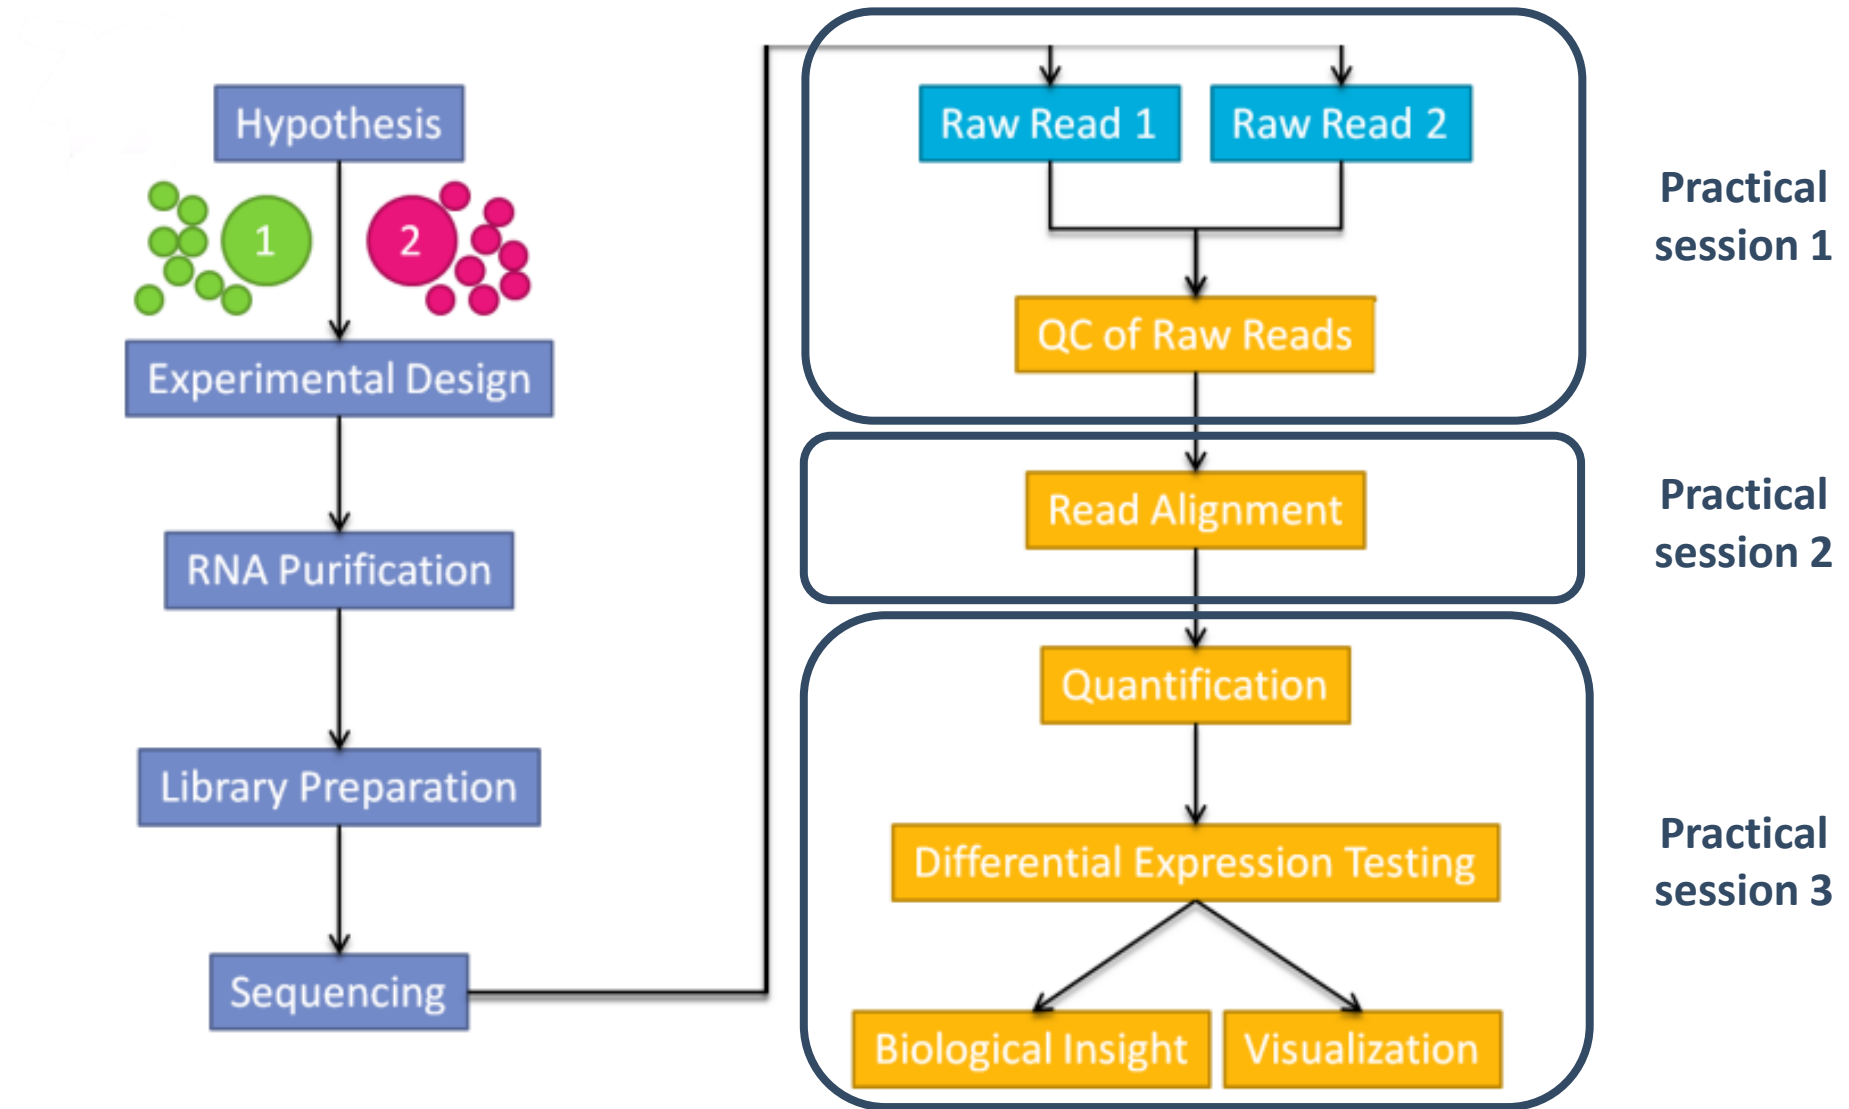 Hypothesis
1
2
Experimental Design
RNA Purification
Library Preparation
Sequencing
Raw Read 1
Raw Read 2
QC of Raw Reads
Practical
session 1
Read Alignment
Practical
session 2
Quantification
Differential Expression Testing
Biological Insight
Visualization
Practical
session 3